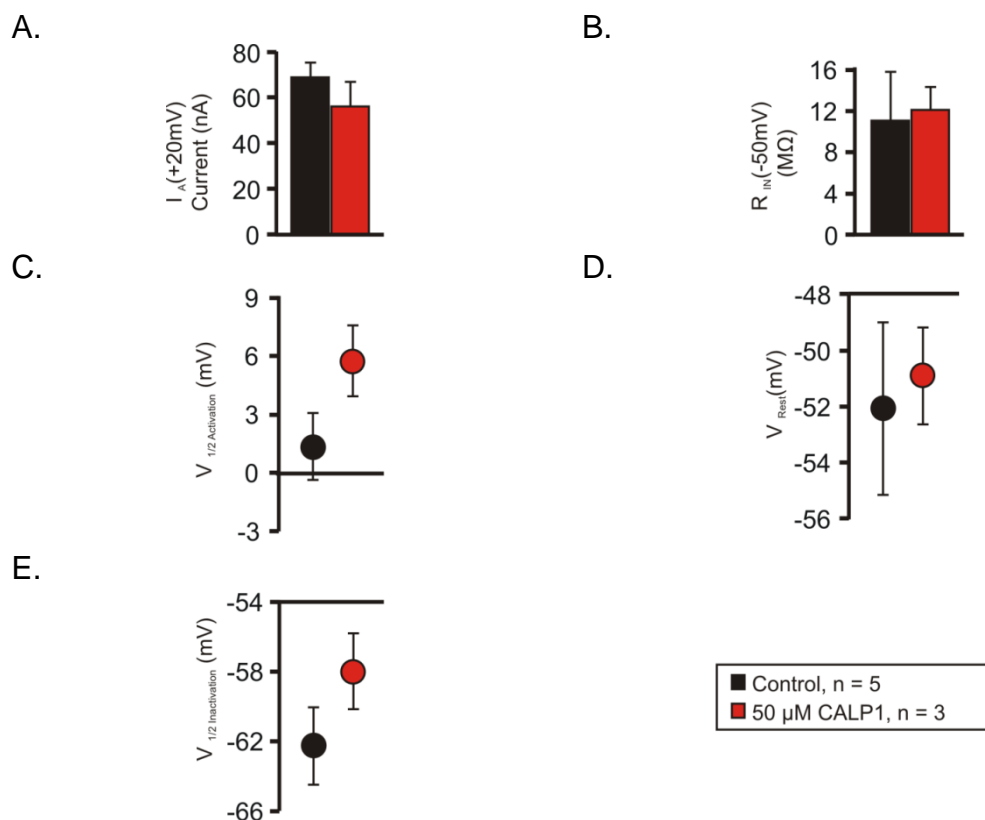 A.
80
60
40
20
0
I A(+20mV)
Current (nA)
B.
16
12
8
4
0
R IN(-50mV)
(MΩ)
C.
9
6
3
0
-3
V 1/2 Activation (mV)
D.
-48
-50
-52
-54
-56
V Rest(mV)
E.
-54
-58
-62
-66
V 1/2 Inactivation (mV)
Control, n = 5
50 µM CALP1, n = 3